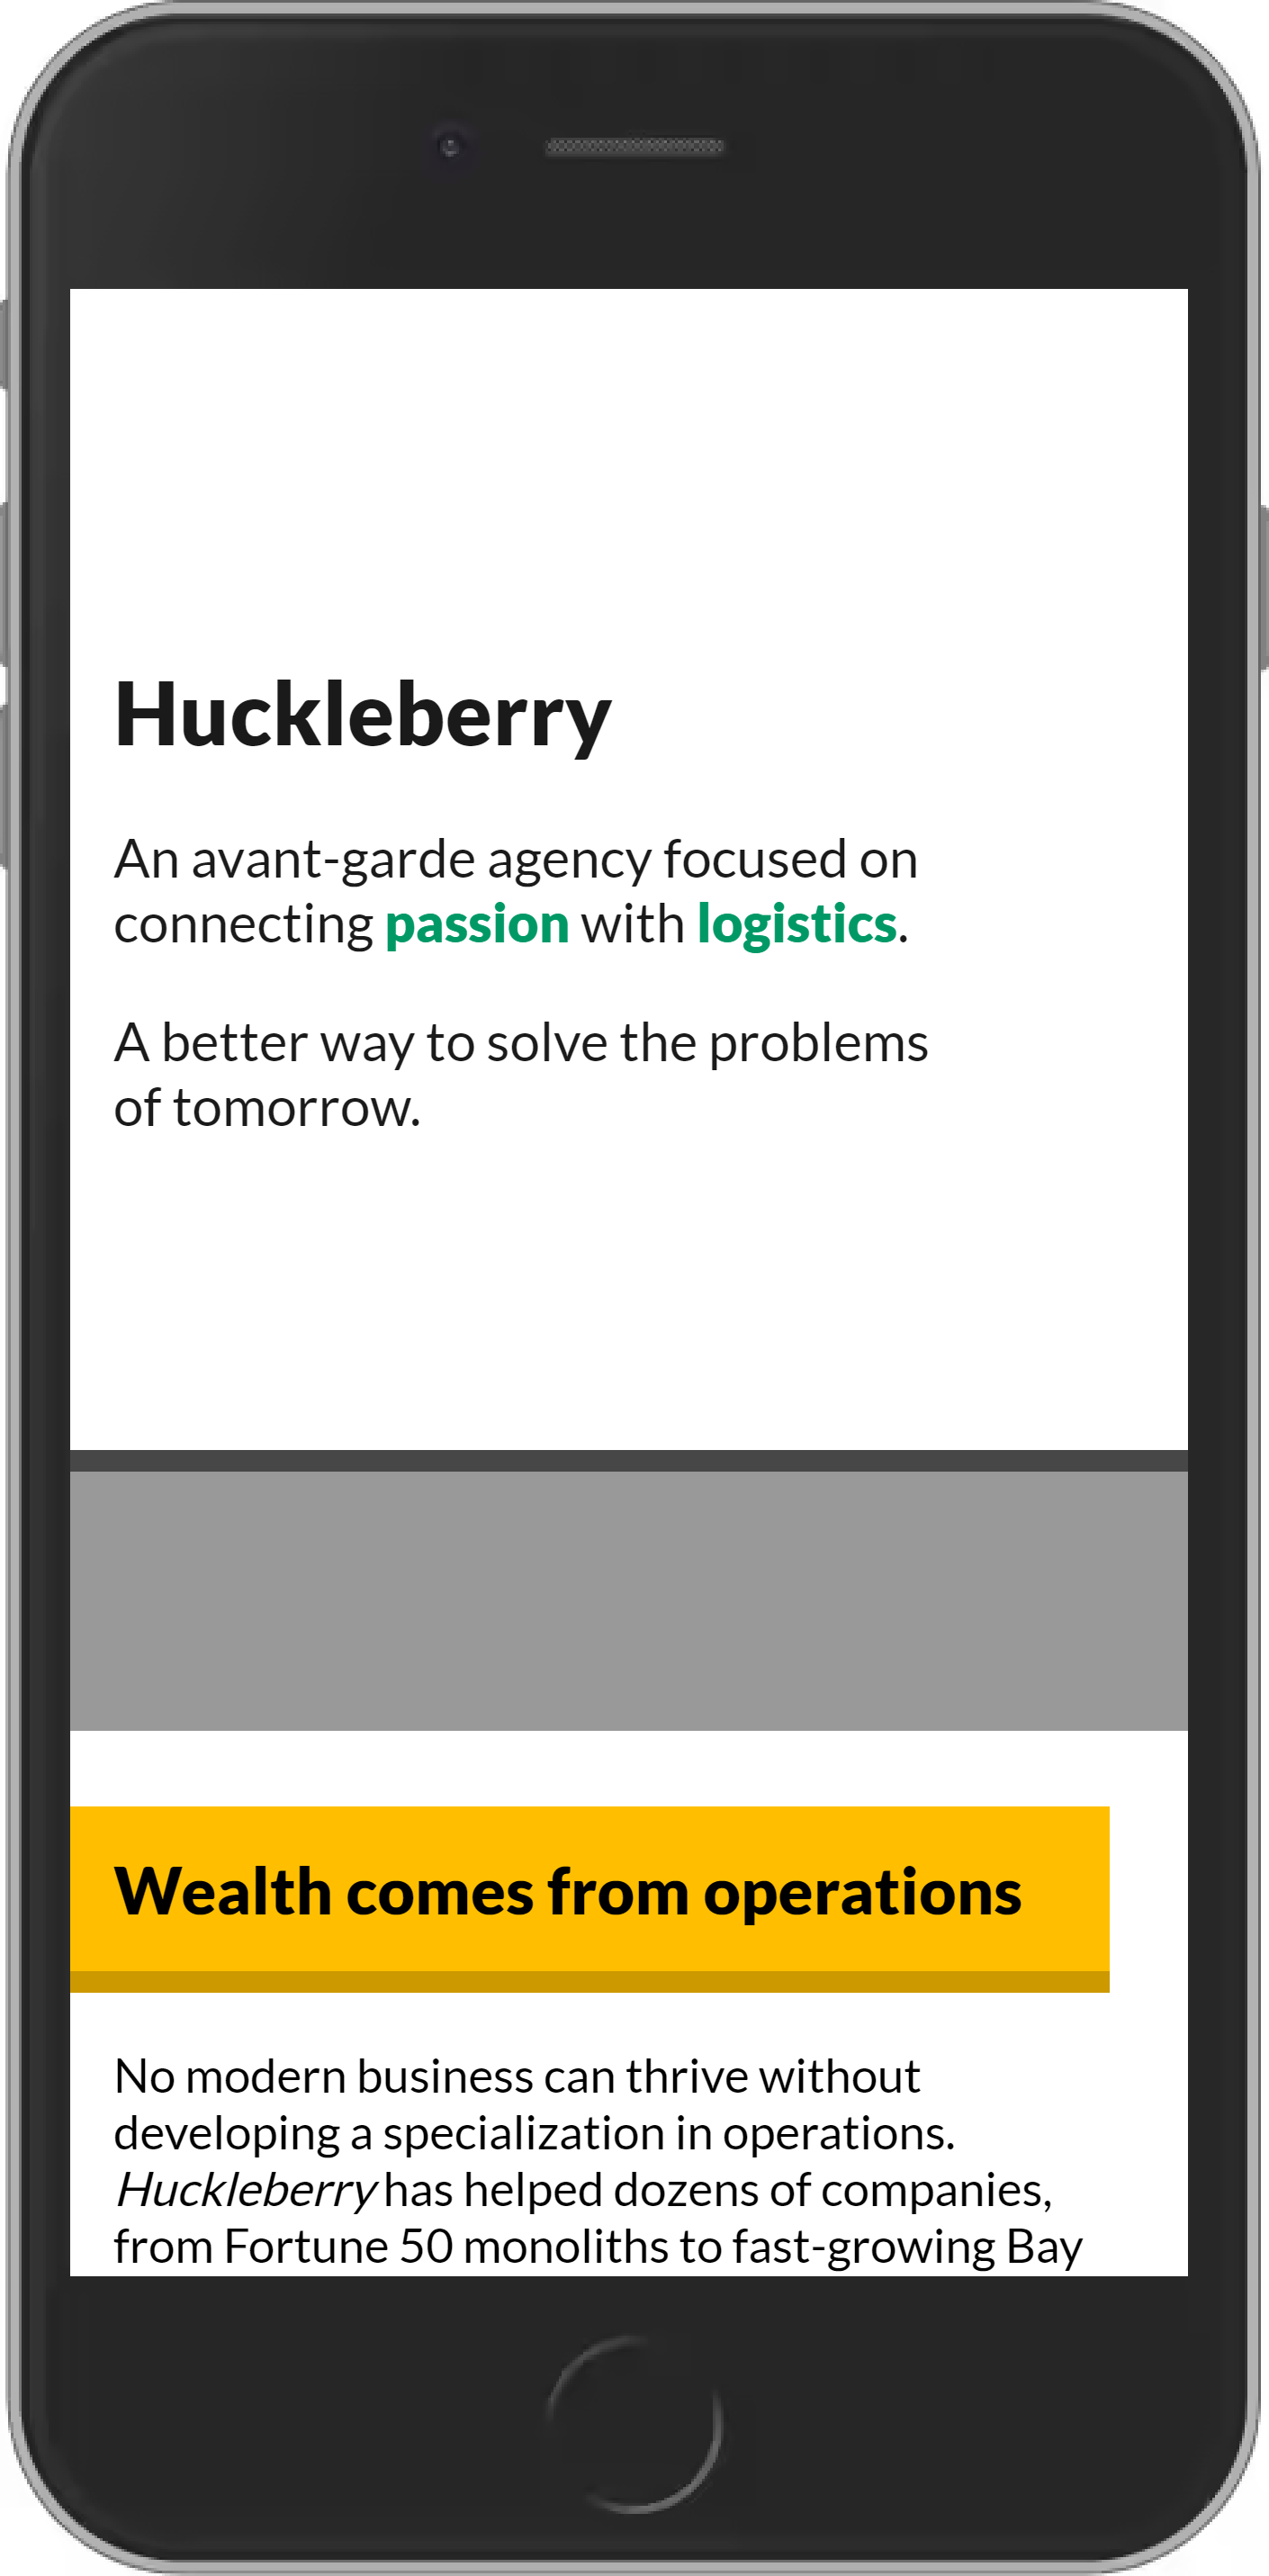 Huckleberry
An avant-garde agency focused on
connecting passion with logistics.
A better way to solve the problems
of tomorrow.
Wealth comes from operations
No modern business can thrive without
developing a specialization in operations.
Huckleberry has helped dozens of companies,
from Fortune 50 monoliths to fast-growing Bay